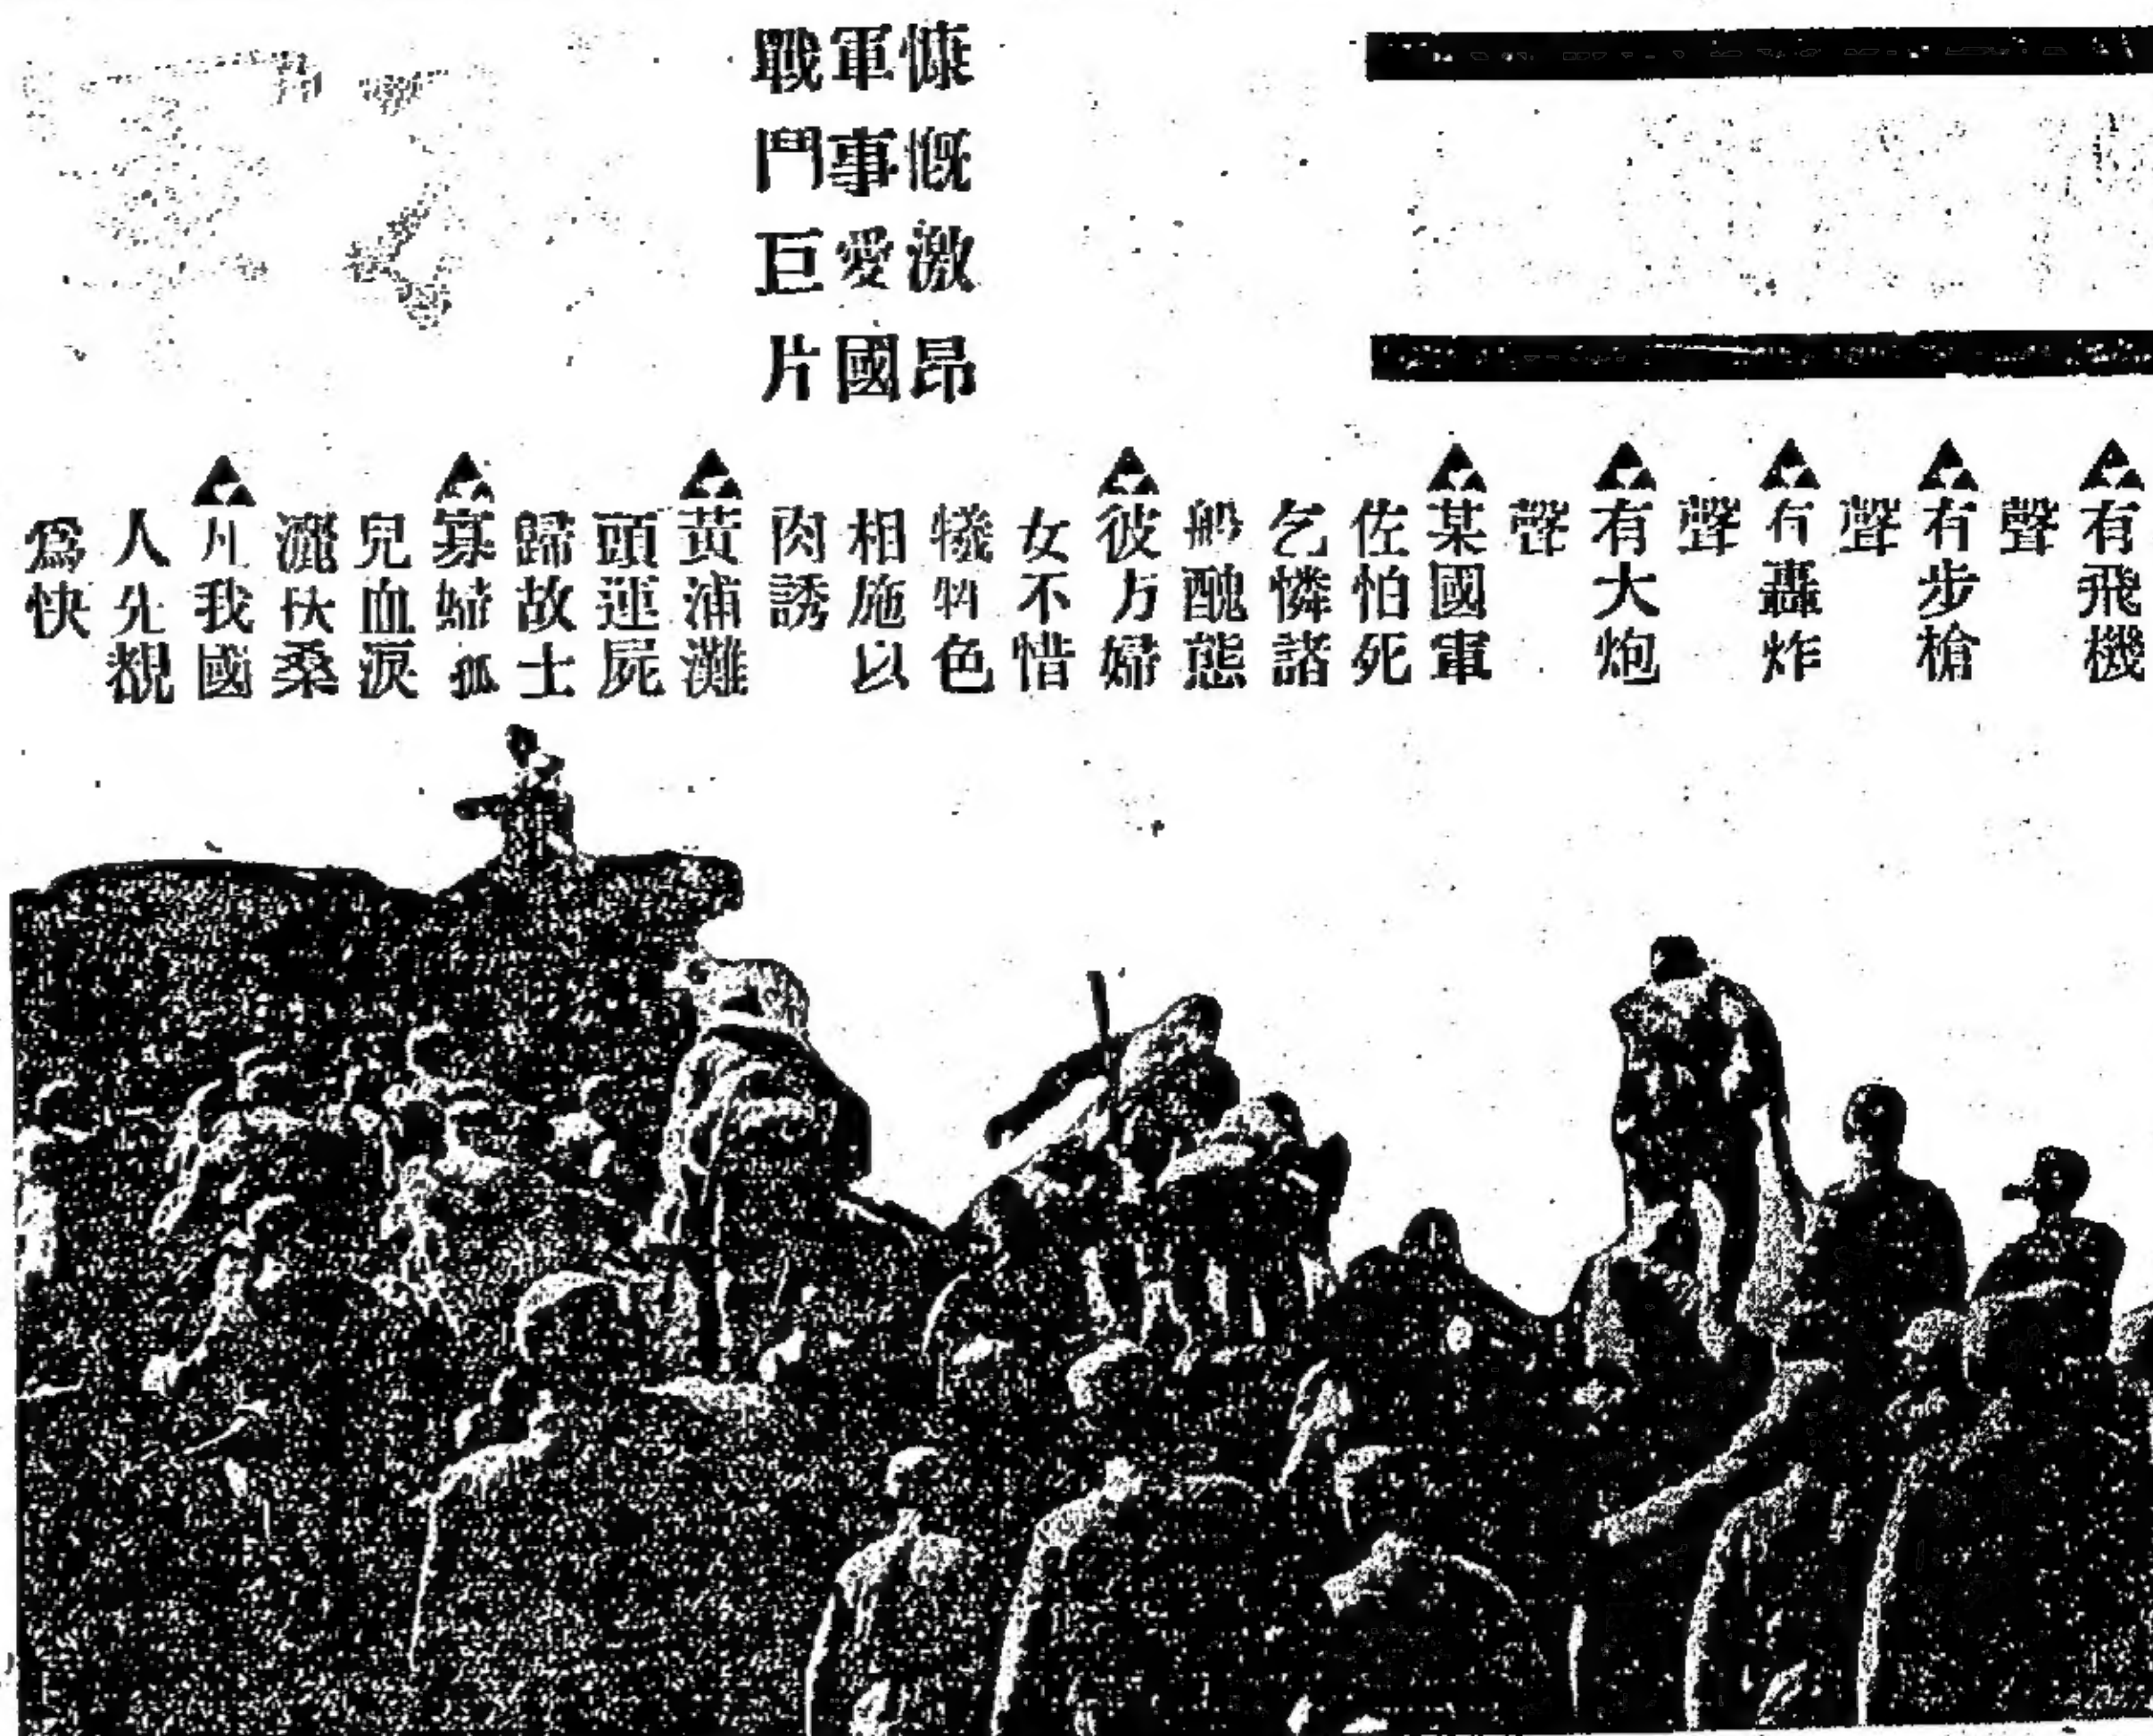 慷慨激昂
軍事愛國
戰鬥巨片
▲有飛機
聲
▲有步槍
聲
▲有轟炸
聲
▲有大炮
聲
▲某國軍
佐怕死
乞憐諸
般醜態
▲彼方婦
女不惜
犧牲色
相施以
肉誘
▲黃浦灘
頭運屍
歸故士
▲寡婦孤
兒血淚
灑扶桑
▲凡我國
人先覩
爲快